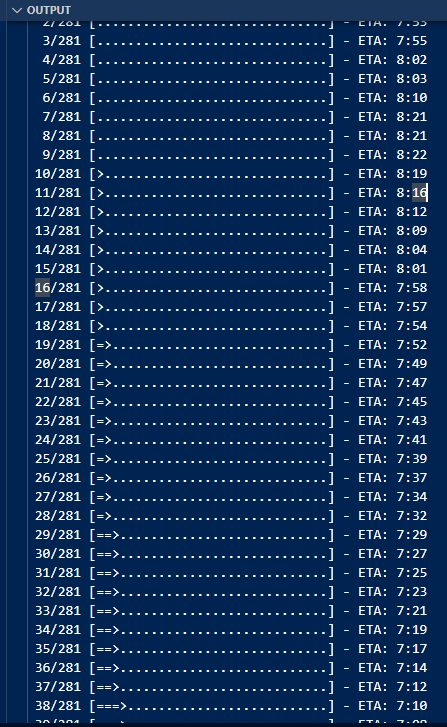 OUTPUT
2/281 [..............................] - ETA:
3/281 [..............................] - ETA: 7:55
4/281 [..............................] - ETA: 8:02
5/281 [..............................] - ETA: 8:03
6/281 [..............................] - ETA: 8:10
7/281 [..............................] - ETA: 8:21
8/281 [..............................] - ETA: 8:21
9/281 [..............................] - ETA: 8:22
10/281 [>.............................] - ETA: 8:19
11/281 [>.............................] - ETA: 8:16
12/281 [>.............................] - ETA: 8:12
13/281 [>.............................] - ETA: 8:09
14/281 [>.............................] - ETA: 8:04
15/281 [>.............................] - ETA: 8:01
16/281 [>.............................] - ETA: 7:58
17/281 [>.............................] - ETA: 7:57
18/281 [>.............................] - ETA: 7:54
19/281 [=>............................] - ETA: 7:52
20/281 [=>............................] - ETA: 7:49
21/281 [=>............................] - ETA: 7:47
22/281 [=>............................] - ETA: 7:45
23/281 [=>............................] - ETA: 7:43
24/281 [=>............................] - ETA: 7:41
25/281 [=>............................] - ETA: 7:39
26/281 [=>............................] - ETA: 7:37
27/281 [=>............................] - ETA: 7:34
28/281 [=>............................] - ETA: 7:32
29/281 [==>...........................] - ETA: 7:29
30/281 [==>...........................] - ETA: 7:27
31/281 [==>...........................] - ETA: 7:25
32/281 [==>...........................] - ETA: 7:23
33/281 [==>...........................] - ETA: 7:21
34/281 [==>...........................] - ETA: 7:19
35/281 [==>...........................] - ETA: 7:17
36/281 [==>...........................] - ETA: 7:14
37/281 [==>...........................] - ETA: 7:12
38/281 [===>..........................] - ETA: 7:10